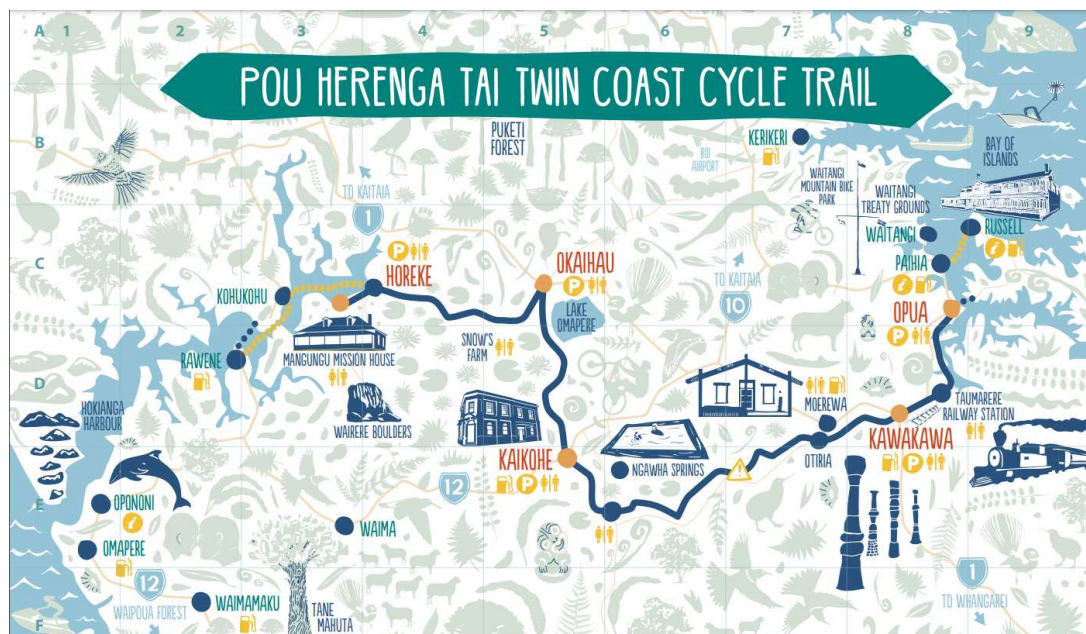 A 1 2 3 4 5 6 7 8 9
POU HERENGA TAI TWIN COAST CYCLE TRAIL
B
PUKETI
FOREST
KERIKERI
BOI
AIRPORT
BAY OF
ISLANDS
WAITANGI
MOUNTAIN BIKE
PARK
WAITANGI
TREATY GROUNDS
TO KAITAIA
1
WAITANGI
RUSSELL
i
C
P
HOREKE
OKAIHAU
P
PAIHIA
i
TO KAITAIA
10
KOHUKOHU
LAKE
OMAPERE
OPUA
P
SNOW'S
FARM
RAWENE
MANGUNGU MISSION HOUSE
D
MOEREWA
TAUMARERE
RAILWAY STATION
HOKIANGA
HARBOUR
WAIRERE BOULDERS
KAWAKAWA
P
OTIRIA
KAIKOHE
P
NGAWHA SPRINGS
12
E
OPONONI
i
WAIMA
OMAPERE
12
WAIPOUA FOREST
WAIMAMAKU
TANE
MAHUTA
1
TO WHANGAREI
F